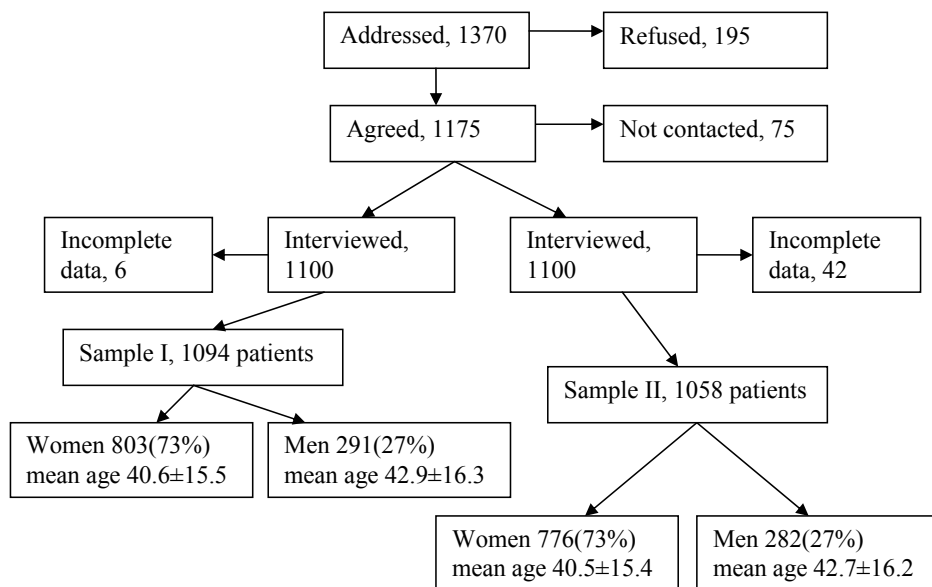 Addressed, 1370
Refused, 195
Agreed, 1175
Not contacted, 75
Incomplete
data, 6
Interviewed,
1100
Interviewed,
1100
Incomplete
data, 42
Sample I, 1094 patients
Sample II, 1058 patients
Women 803(73%)
mean age 40.6±15.5
Men 291(27%)
mean age 42.9±16.3
Women 776(73%)
mean age 40.5±15.4
Men 282(27%)
mean age 42.7±16.2